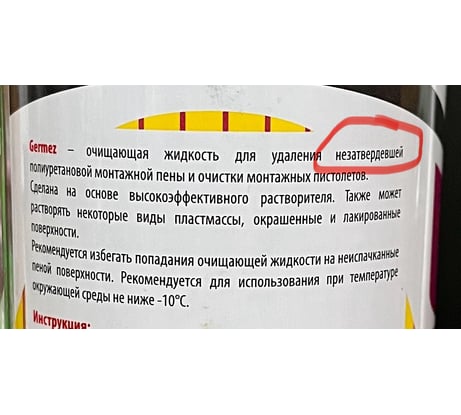 Germez – очищающая жидкость для удаления незатвердевшей
полиуретановой монтажной пены и очистки монтажных пистолетов.
Сделана на основе высокоэффективного растворителя. Также может
растворять некоторые виды пластмассы, окрашенные и лакированные
поверхности.
Рекомендуется избегать попадания очищающей жидкости на неиспачканные
пеной поверхности. Рекомендуется для использования при температуре
окружающей среды не ниже -10°C.
Инструкция: